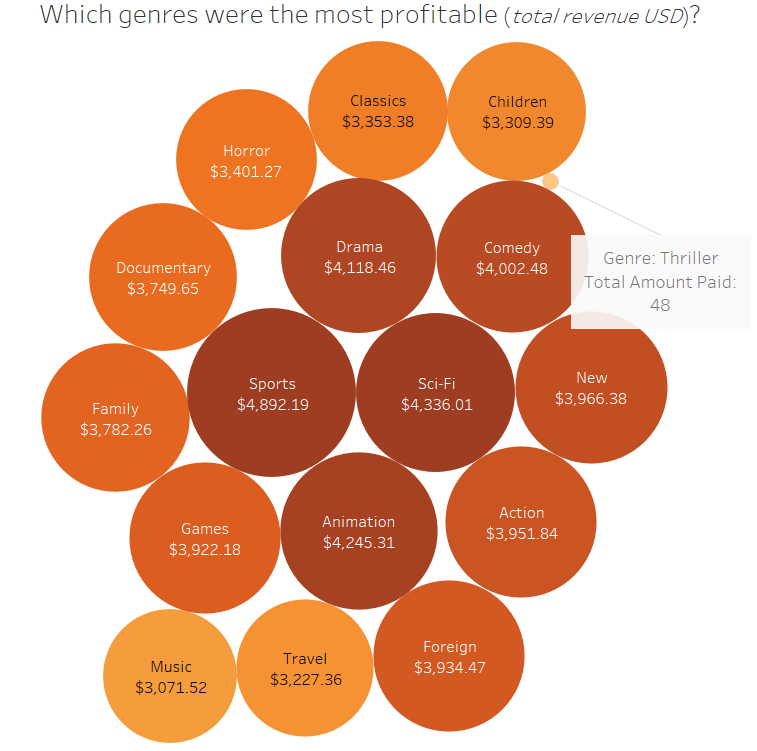 Which genres were the most profitable (total revenue USD)?
Classics
$3,353.38
Children
$3,309.39
Horror
$3,401.27
Drama
$4,118.46
Comedy
$4,002.48
Genre: Thriller
Total Amount Paid:
48
Documentary
$3,749.65
Sports
$4,892.19
Sci-Fi
$4,336.01
New
$3,966.38
Family
$3,782.26
Games
$3,922.18
Animation
$4,245.31
Action
$3,951.84
Music
$3,071.52
Travel
$3,227.36
Foreign
$3,934.47